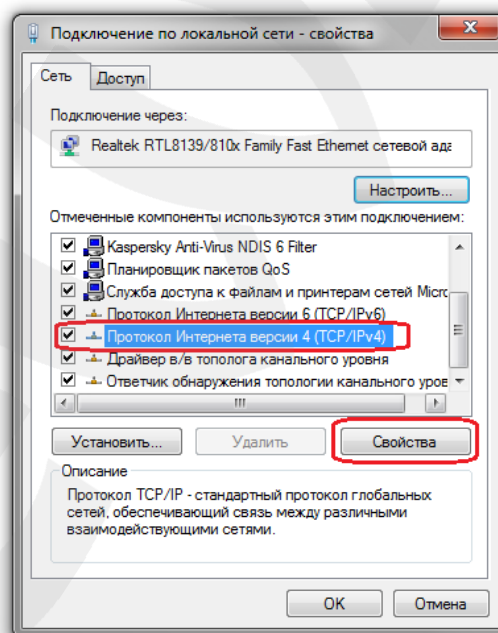 Подключение по локальной сети - свойства
Сеть
Доступ
Подключение через:
Realtek RTL8139/810x Family Fast Ethernet сетевой ада
Настроить...
Отмеченные компоненты используются этим подключением:
Kaspersky Anti-Virus NDIS 6 Filter
Планировщик пакетов QoS
Служба доступа к файлам и принтерам сетей Micro
Протокол Интернета версии 6 (TCP/IPv6)
Протокол Интернета версии 4 (TCP/IPv4)
Драйвер в/в тополога канального уровня
Ответчик обнаружения топологии канального уров
Установить...
Удалить
Свойства
Описание
Протокол TCP/IP - стандартный протокол глобальных
сетей, обеспечивающий связь между различными
взаимодействующими сетями.
OK
Отмена